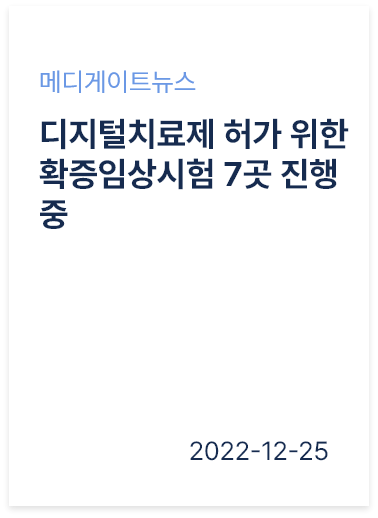 메디게이트뉴스
디지털치료제 허가 위한
확증임상시험 7곳 진행
중
2022-12-25